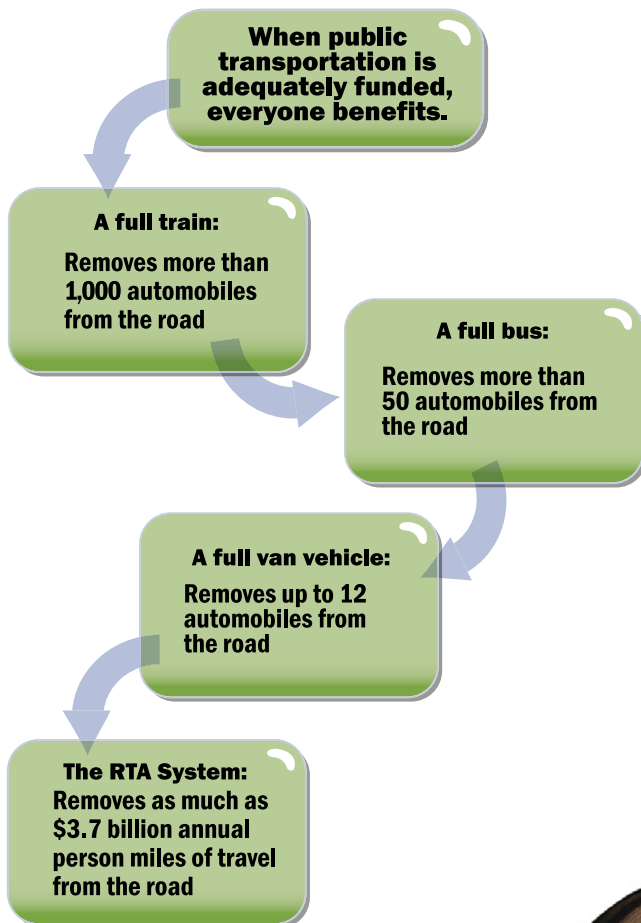 When public
transportation is
adequately funded,
everyone benefits.
A full train:
Removes more than
1,000 automobiles
from the road
A full bus:
Removes more than
50 automobiles from
the road
A full van vehicle:
Removes up to 12
automobiles from
the road
The RTA System:
Removes as much as
$3.7 billion annual
person miles of travel
from the road